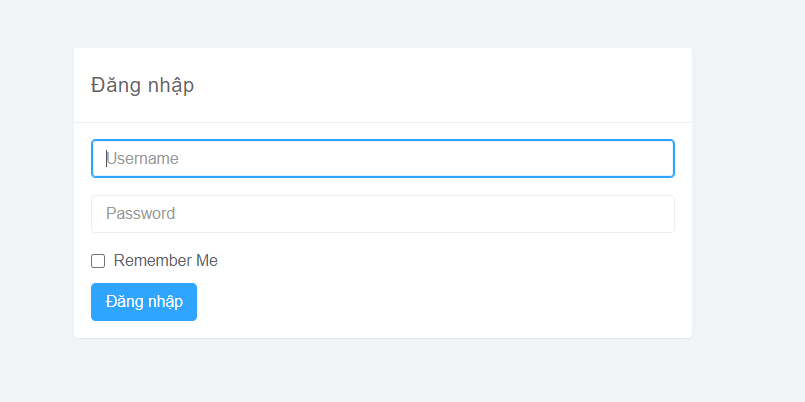 Đăng nhập
Username
Password
Remember Me
Đăng nhập